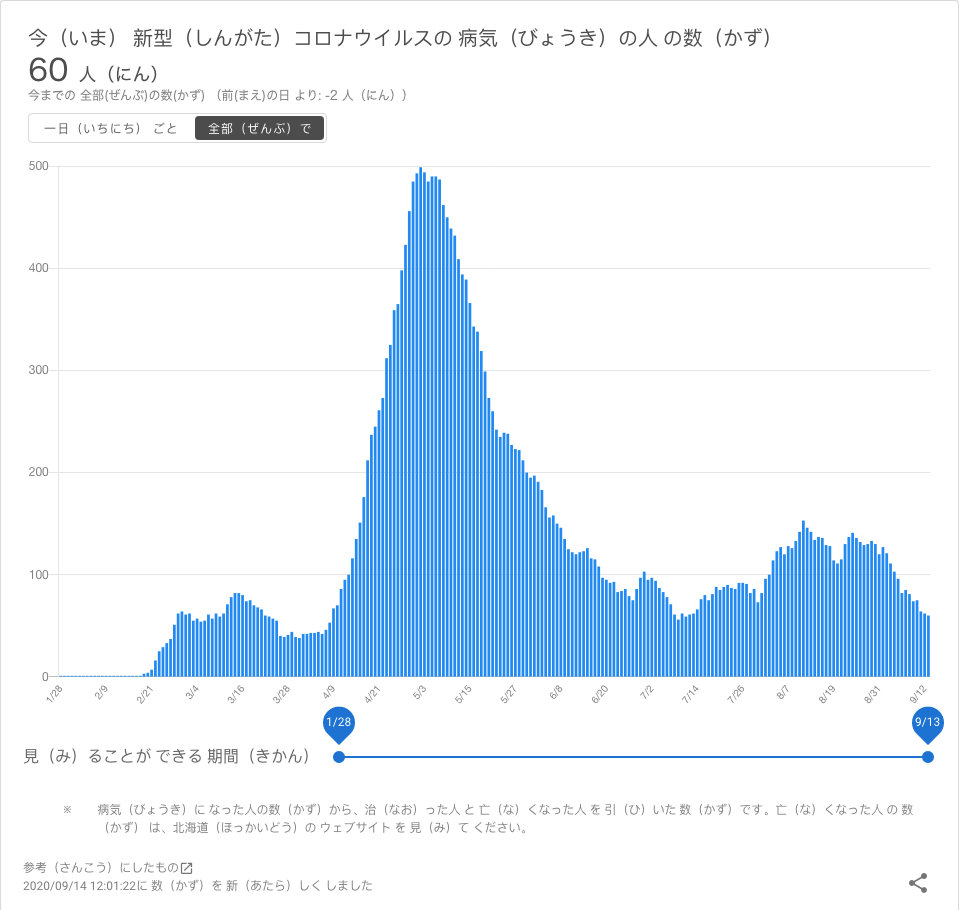 今（いま） 新型（しんがた）コロナウイルスの 病気（びょうき）の人 の数（かず）
60 人（にん）
今までの 全部(ぜんぶ)の数(かず) （前(まえ)の日 より: -2 人（にん））
一日（いちにち） ごと 全部（ぜんぶ）で
500
400
300
200
100
0
1/28 2/9 2/21 3/4 3/16 3/28 4/9 4/21 5/3 5/15 5/27 6/8 6/20 7/2 7/14 7/26 8/7 8/19 8/31 9/12
1/28 9/13
見（み）ることが できる 期間（きかん）
※ 病気（びょうき）に なった人の数（かず）から、治（なお）った人 と 亡（な）くなった人 を 引（ひ）いた 数（かず）です。亡（な）くなった人 の 数
（かず） は、北海道（ほっかいどう）の ウェブサイト を 見（み）て ください。
参考（さんこう）にしたもの
2020/09/14 12:01:22に 数（かず）を 新（あたら）しく しました